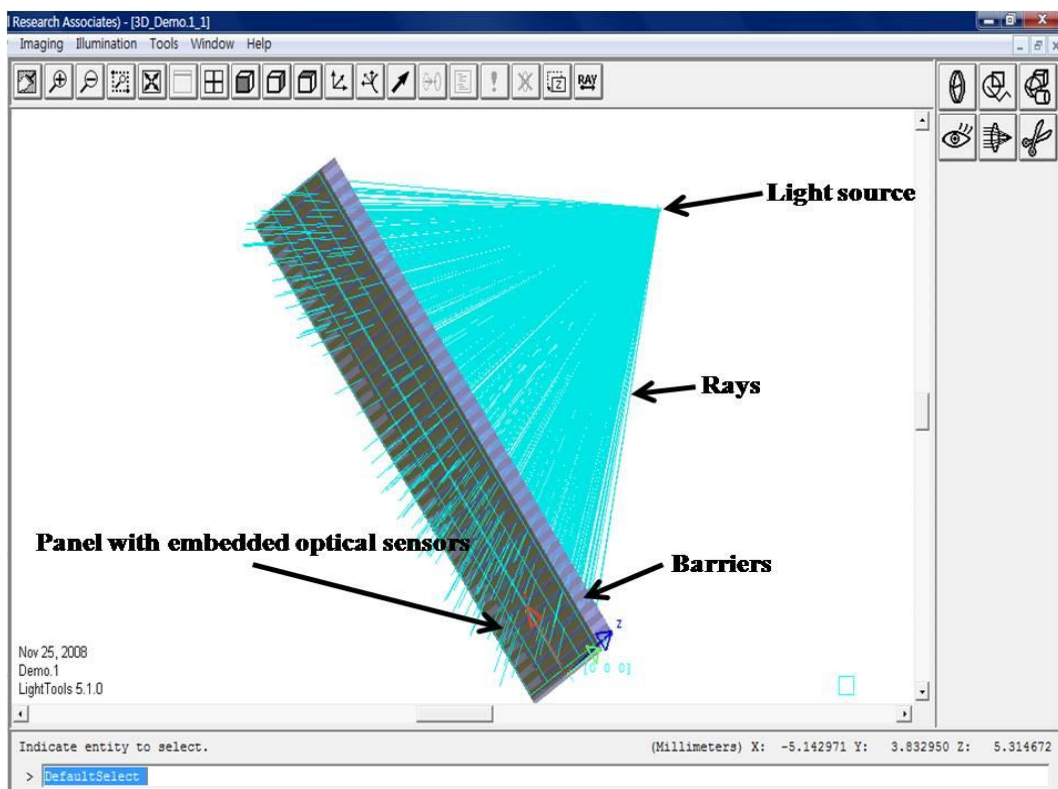 l Research Associates) - [3D_Demo.1_1]
Imaging Illumination Tools Window Help
Z
RAY
Light source
Rays
Panel with embedded optical sensors
Barriers
z
[0 0 0]
Nov 25, 2008
Demo.1
LightTools 5.1.0
Indicate entity to select.
(Millimeters) X: -5.142971 Y: 3.832950 Z: 5.314672
> DefaultSelect